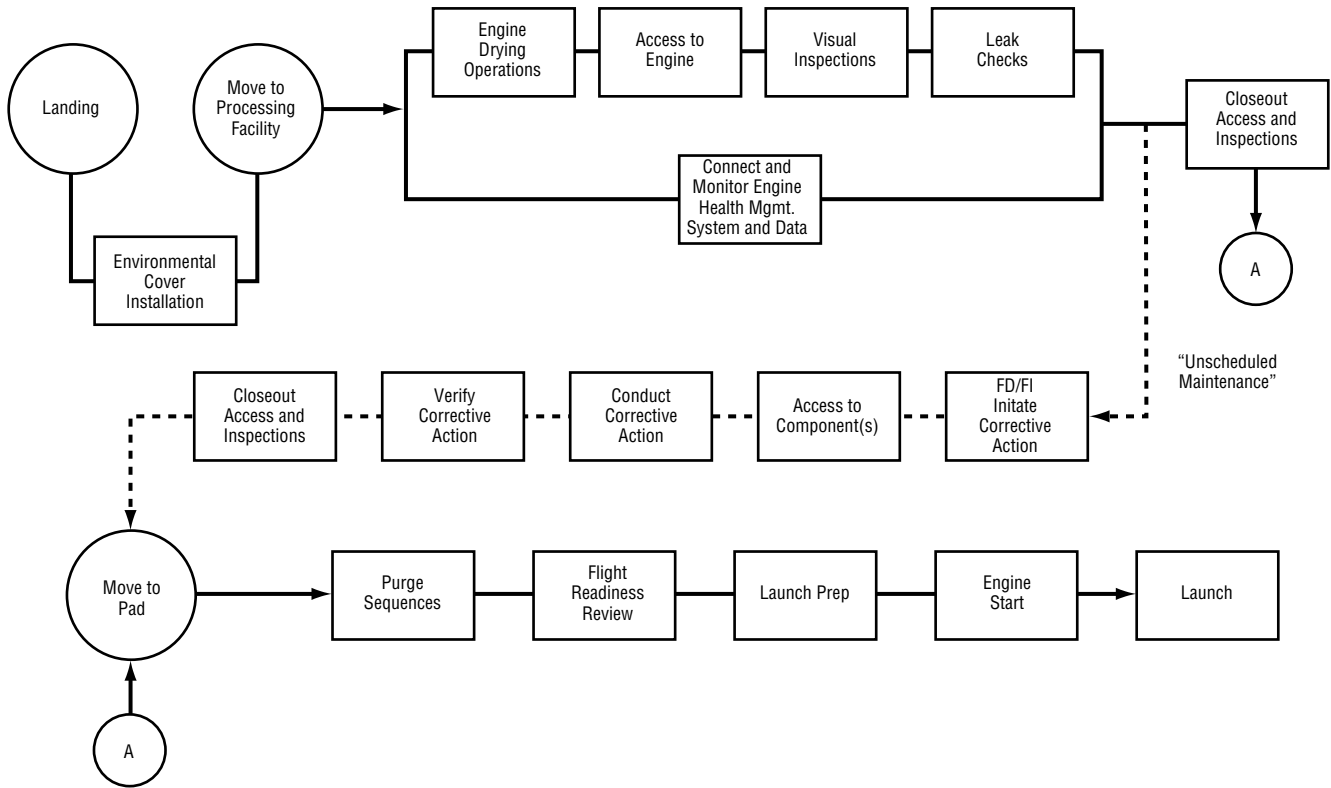 Landing
Environmental
Cover
Installation
Move to
Processing
Facility
Engine
Drying
Operations
Access to
Engine
Visual
Inspections
Leak
Checks
Connect and
Monitor Engine
Health Mgmt.
System and Data
Closeout
Access and
Inspections
A
“Unscheduled
Maintenance”
FD/FI
Initate
Corrective
Action
Access to
Component(s)
Conduct
Corrective
Action
Verify
Corrective
Action
Closeout
Access and
Inspections
Move to
Pad
A
Purge
Sequences
Flight
Readiness
Review
Launch Prep
Engine
Start
Launch